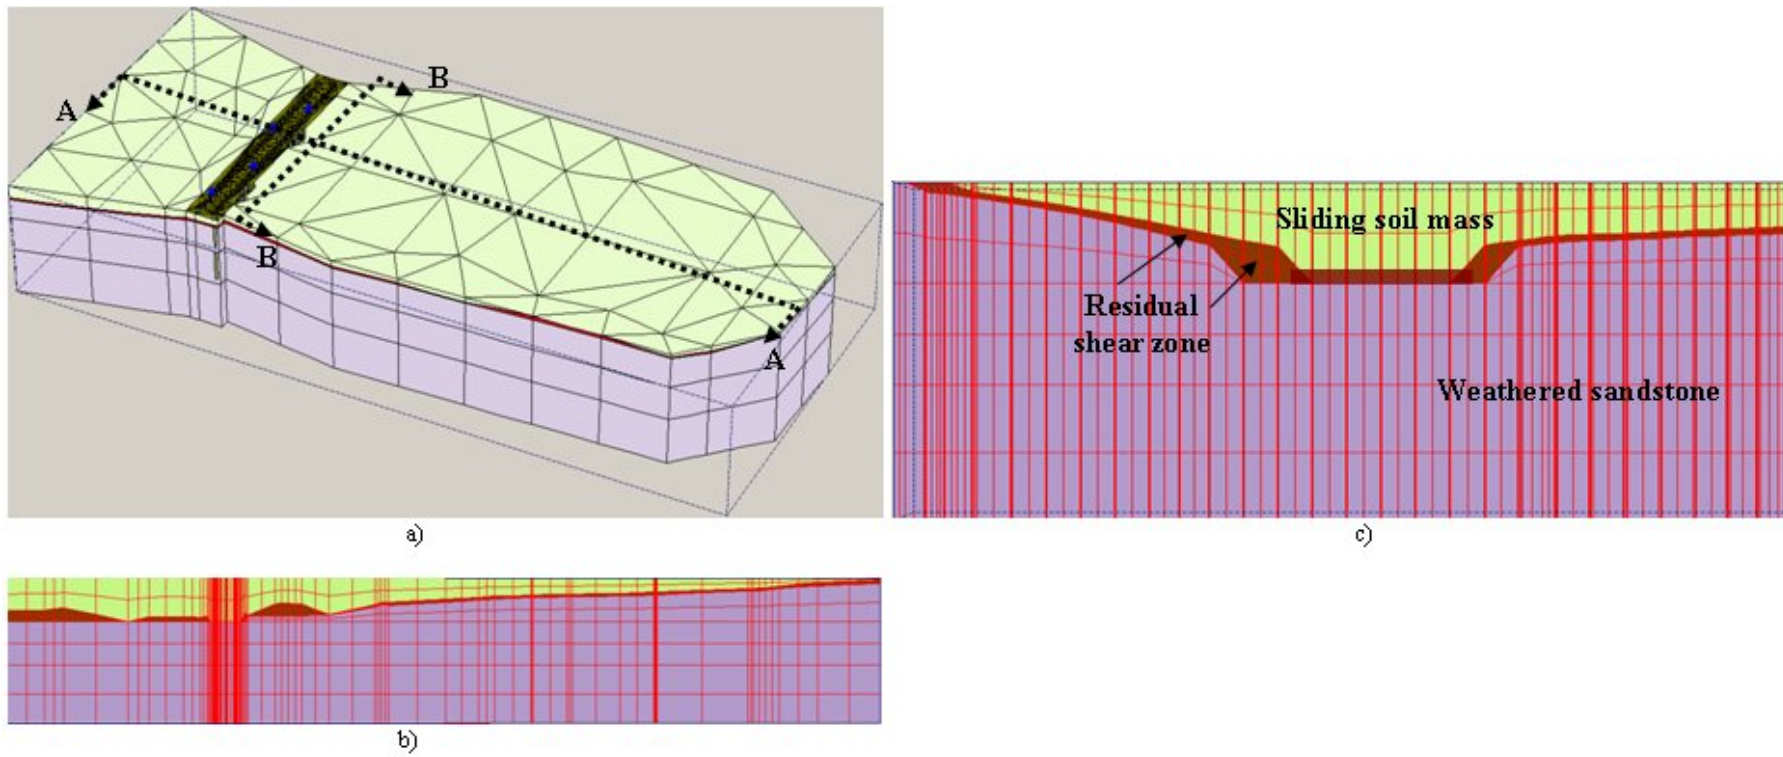 A
B
B
A
a)
Sliding soil mass
Residual
shear zone
Weathered sandstone
c)
b)